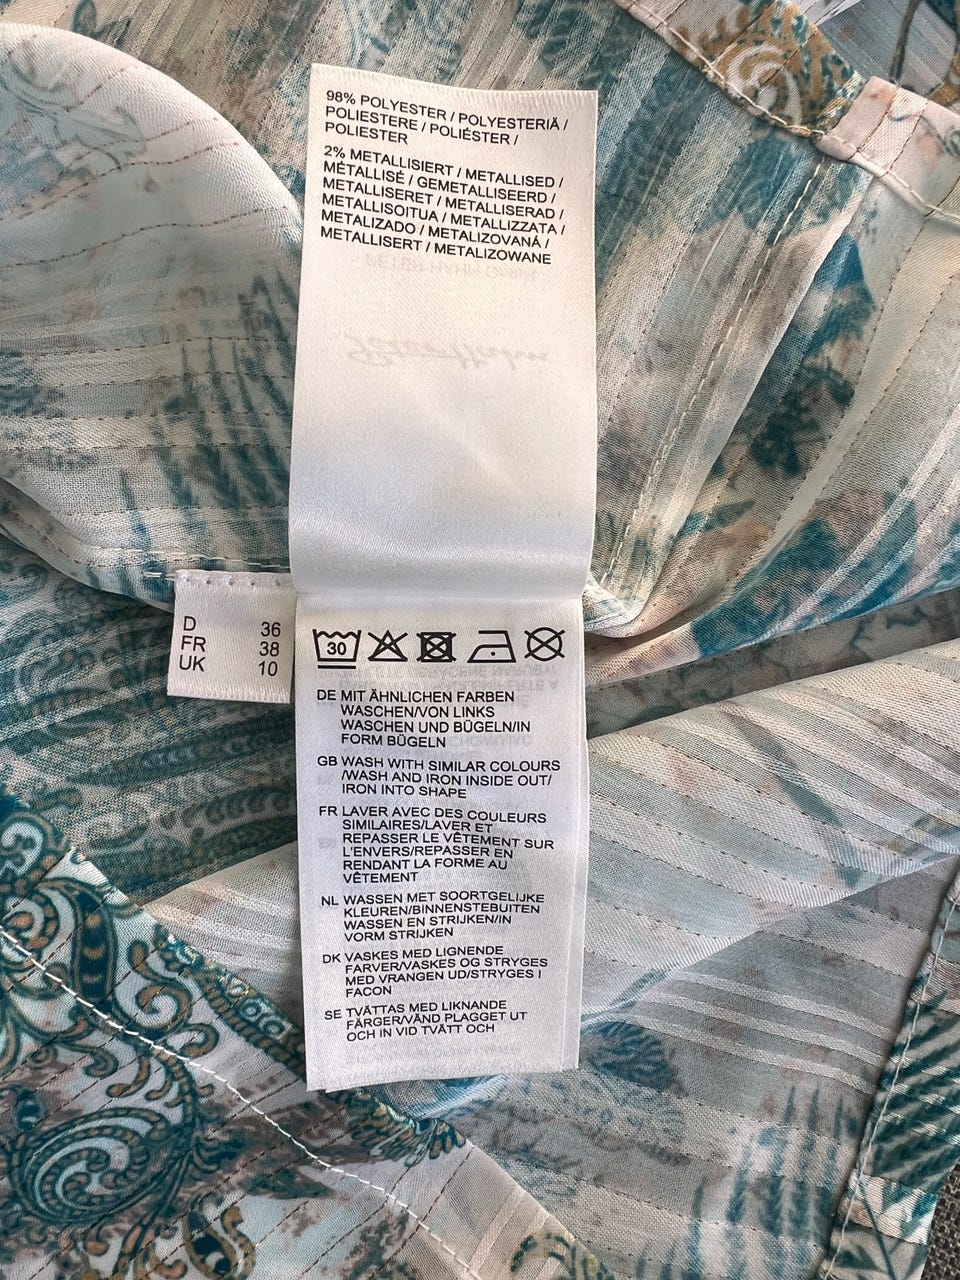 98% POLYESTER / POLYESTERIÄ /
POLIESTERE / POLIÉSTER /
POLIESTER
2% METALLISIERT / METALLISED /
MÉTALLISÉ / GEMETALLISEERD /
METALLISERET / METALLISERAD /
METALLISOITUA / METALLIZZATA /
METALIZADO / METALIZOVANÁ /
METALLISERT / METALIZOWANE
D 36
FR 38
UK 10
30
DE MIT ÄHNLICHEN FARBEN
WASCHEN/VON LINKS
WASCHEN UND BÜGELN/IN
FORM BÜGELN
GB WASH WITH SIMILAR COLOURS
/WASH AND IRON INSIDE OUT/
IRON INTO SHAPE
FR LAVER AVEC DES COULEURS
SIMILAIRES/LAVER ET
REPASSER LE VÊTEMENT SUR
L'ENVERS/REPASSER EN
RENDANT LA FORME AU
VÊTEMENT
NL WASSEN MET SOORTGELIJKE
KLEUREN/BINNENSTEBUITEN
WASSEN EN STRIJKEN/IN
VORM STRIJKEN
DK VASKES MED LIGNENDE
FARVER/VASKES OG STRYGES
MED VRANGEN UD/STRYGES I
FACON
SE TVÄTTAS MED LIKNANDE
FÄRGER/VÄND PLAGGET UT
OCH IN VID TVÄTT OCH